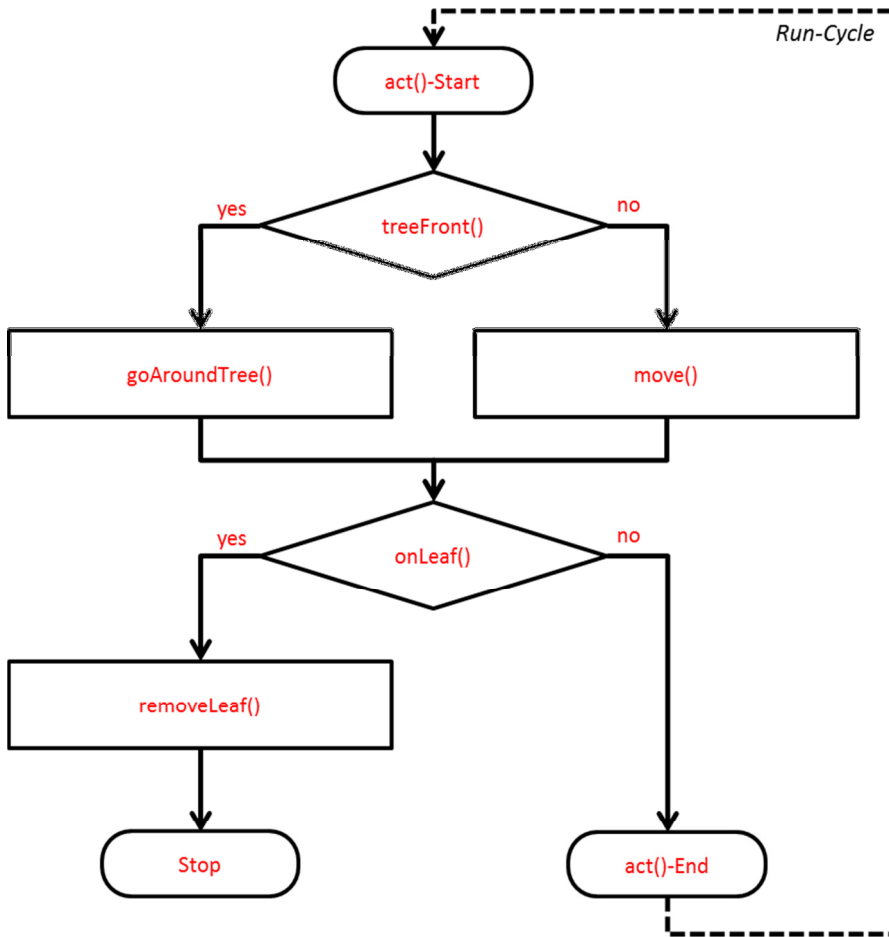 Run-Cycle
act()-Start
treeFront()
yes
no
goAroundTree()
move()
onLeaf()
yes
no
removeLeaf()
Stop
act()-End